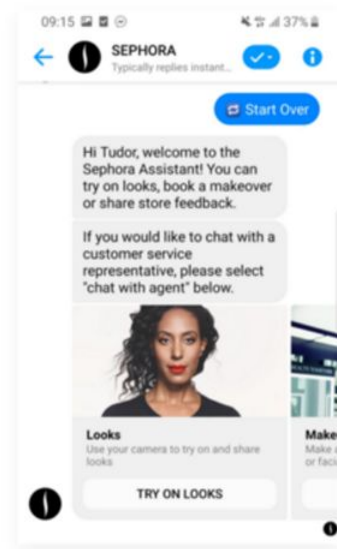 09:15 37%
SEPHORA
Typically replies instant...
Start Over
Hi Tudor, welcome to the
Sephora Assistant! You can
try on looks, book a makeover
or share store feedback.
If you would like to chat with a
customer service
representative, please select
"chat with agent" below.
Looks
Use your camera to try on and share
looks
TRY ON LOOKS
Make
Make a
or faci